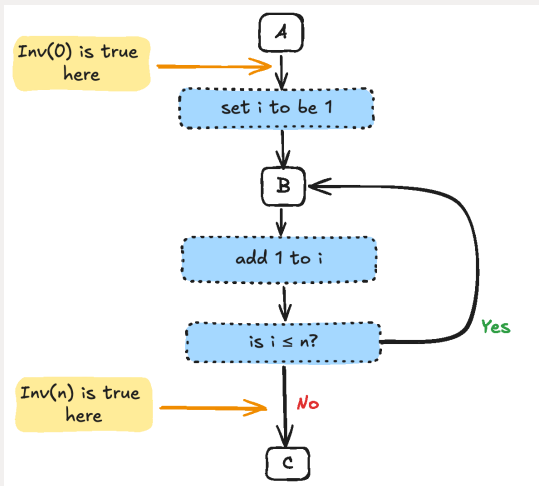 A
Inv(0) is true
here
set i to be 1
B
add 1 to i
is i ≤ n?
Yes
Inv(n) is true
here
No
C